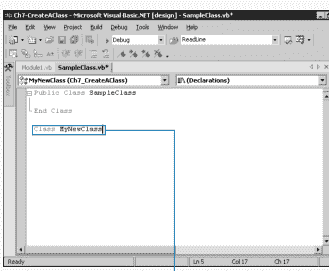 Ch7-CreateAClass - Microsoft Visual Basic.NET [design] - SampleClass.vb*
File Edit View Project Build Debug Tools Window Help
Debug ReadLine
Module1.vb SampleClass.vb*
MyNewClass (Ch7_CreateAClass) (Declarations)
Toolbox
Public Class SampleClass
End Class
Class MyNewClass
Ready Ln 5 Col 17 Ch 17